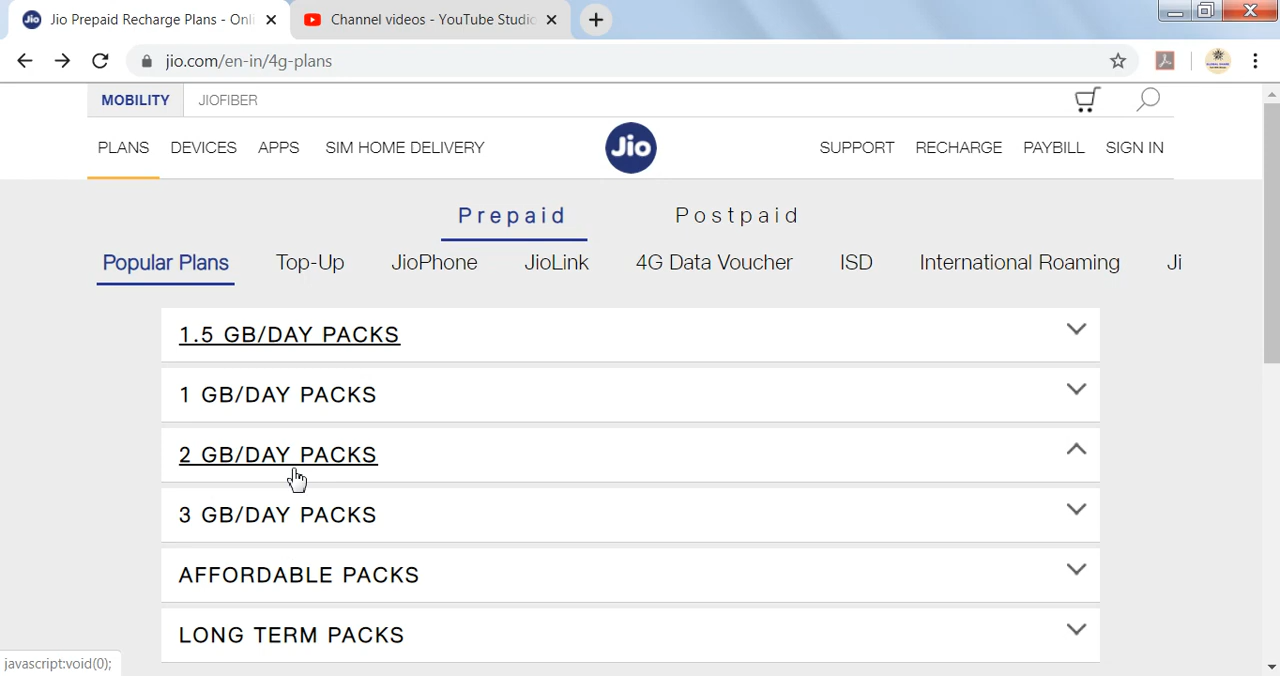 Jio Prepaid Recharge Plans - Onli
Channel videos - YouTube Studio
jio.com/en-in/4g-plans
MOBILITY JIOFIBER
PLANS DEVICES APPS SIM HOME DELIVERY Jio SUPPORT RECHARGE PAYBILL SIGN IN
Prepaid Postpaid
Popular Plans Top-Up JioPhone JioLink 4G Data Voucher ISD International Roaming Ji
1.5 GB/DAY PACKS
1 GB/DAY PACKS
2 GB/DAY PACKS
3 GB/DAY PACKS
AFFORDABLE PACKS
LONG TERM PACKS
javascript:void(0);